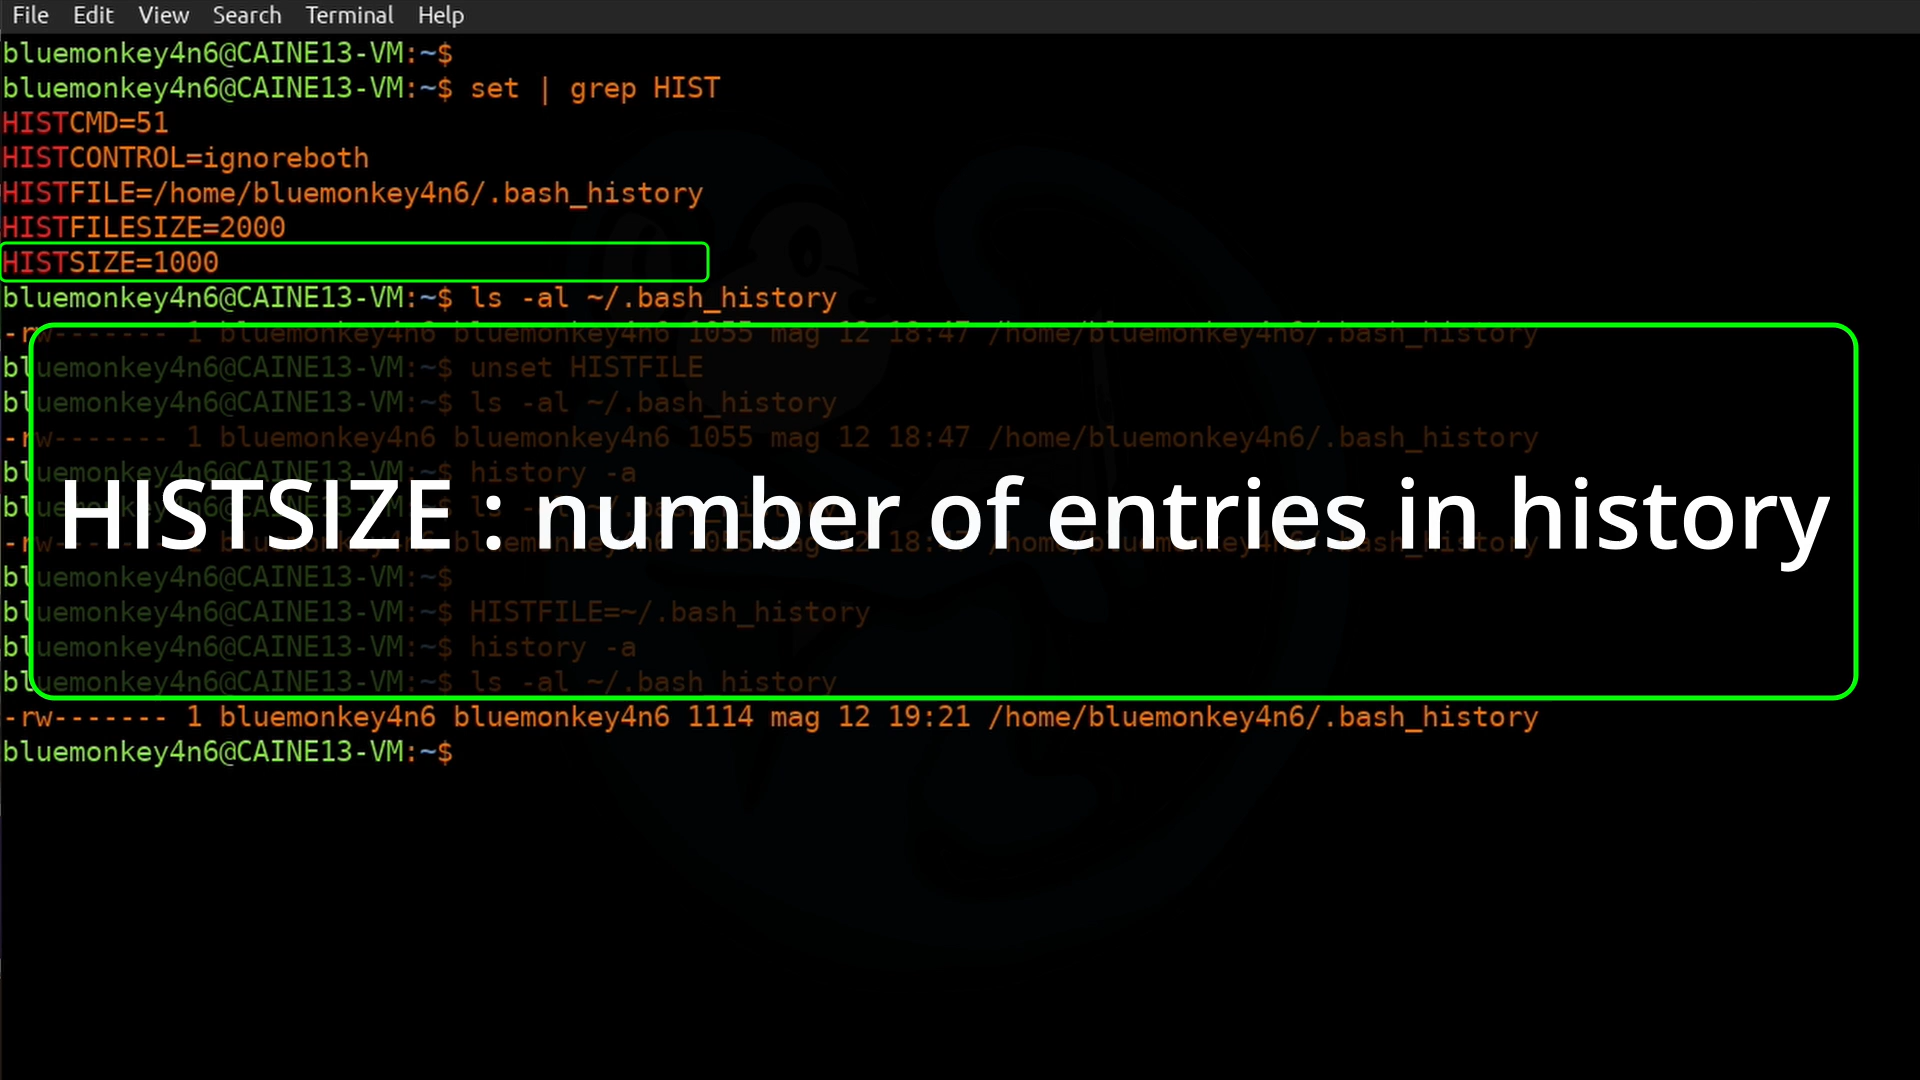 File Edit View Search Terminal Help
bluemonkey4n6@CAINE13-VM:~$
bluemonkey4n6@CAINE13-VM:~$ set | grep HIST
HISTCMD=51
HISTCONTROL=ignoreboth
HISTFILE=/home/bluemonkey4n6/.bash_history
HISTFILESIZE=2000
HISTSIZE=1000
bluemonkey4n6@CAINE13-VM:~$ ls -al ~/.bash_history
-rw------- 1 bluemonkey4n6 bluemonkey4n6 1055 mag 12 18:47 /home/bluemonkey4n6/.bash_history
bluemonkey4n6@CAINE13-VM:~$ unset HISTFILE
bluemonkey4n6@CAINE13-VM:~$ ls -al ~/.bash_history
-rw------- 1 bluemonkey4n6 bluemonkey4n6 1055 mag 12 18:47 /home/bluemonkey4n6/.bash_history
bluemonkey4n6@CAINE13-VM:~$ history -a
HISTSIZE : number of entries in history
bluemonkey4n6@CAINE13-VM:~$
bluemonkey4n6@CAINE13-VM:~$ HISTFILE=~/.bash_history
bluemonkey4n6@CAINE13-VM:~$ history -a
bluemonkey4n6@CAINE13-VM:~$ ls -al ~/.bash_history
-rw------- 1 bluemonkey4n6 bluemonkey4n6 1114 mag 12 19:21 /home/bluemonkey4n6/.bash_history
bluemonkey4n6@CAINE13-VM:~$